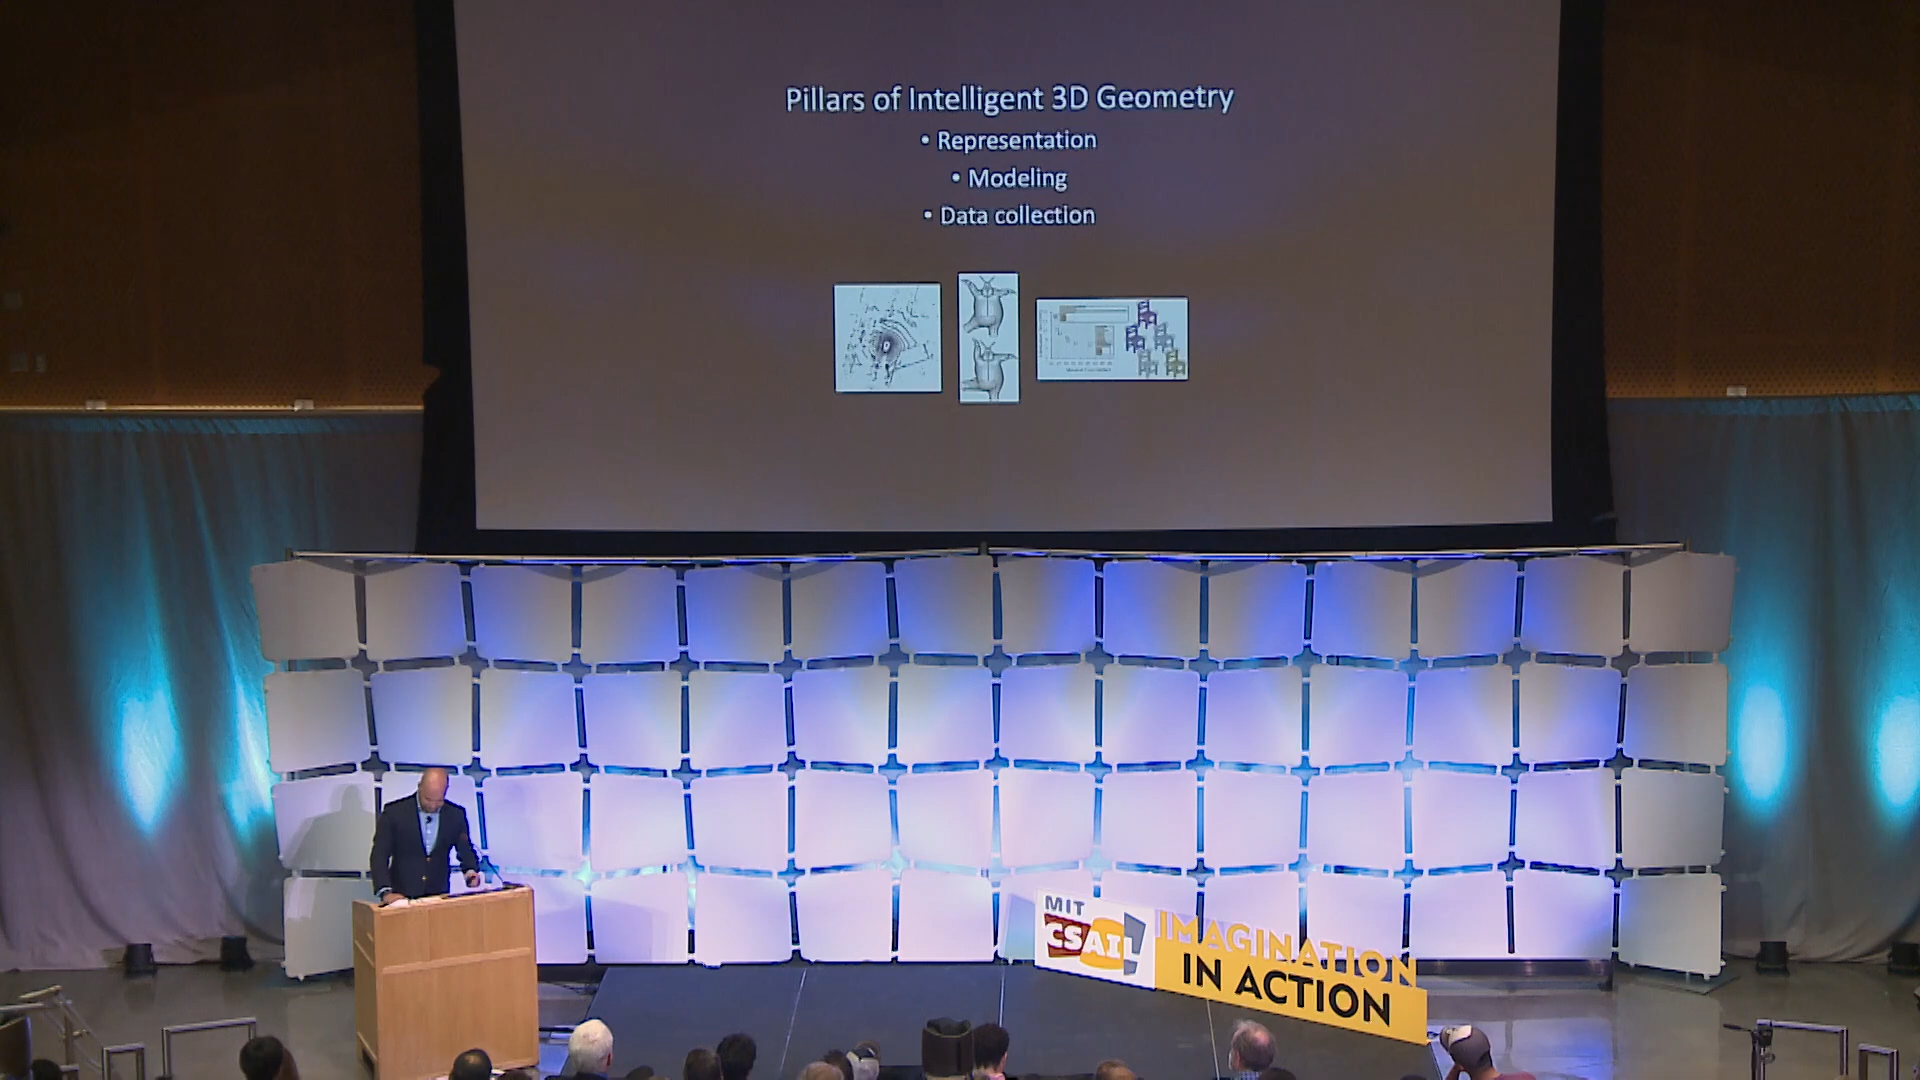 Pillars of Intelligent 3D Geometry
• Representation
• Modeling
• Data collection
MIT
CSAIL
IMAGINATION
IN ACTION